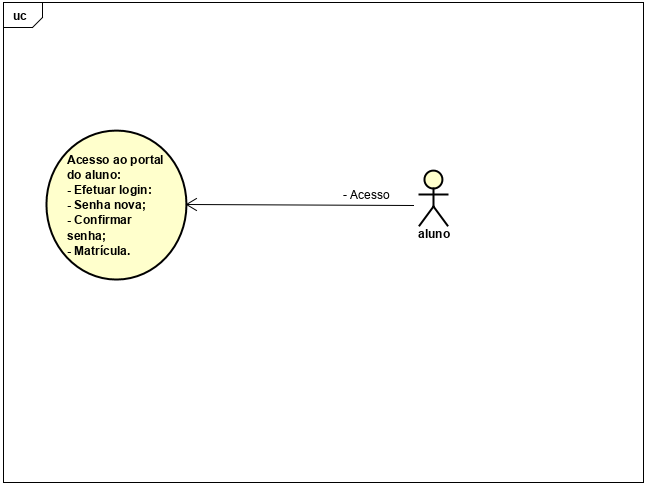 uc
Acesso ao portal
do aluno:
- Efetuar login:
- Senha nova;
- Confirmar
senha;
- Matrícula.
- Acesso
aluno